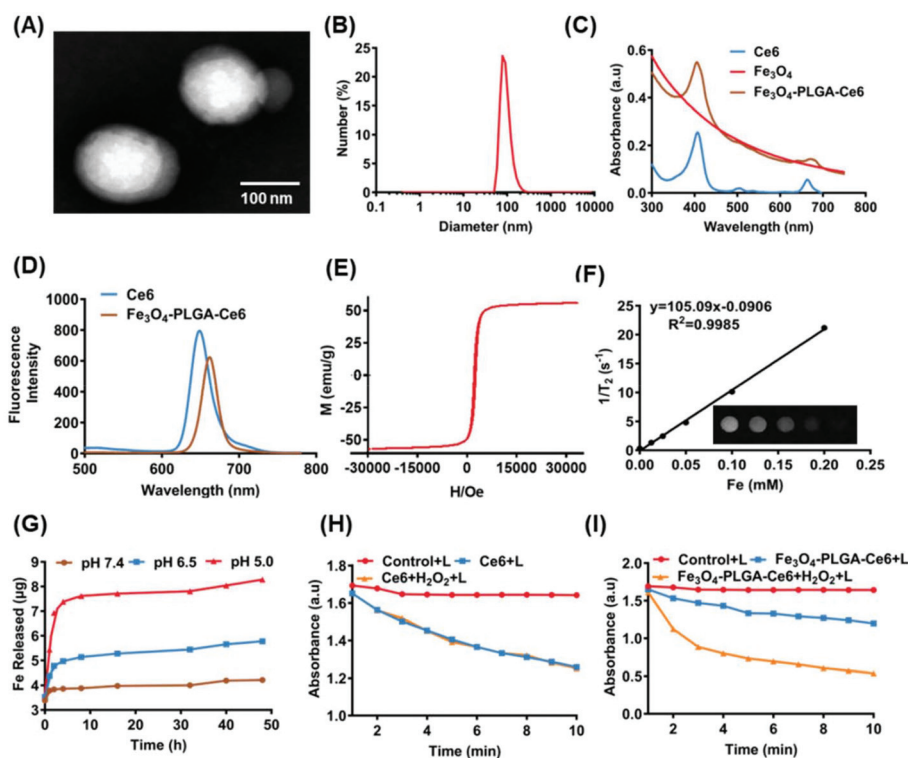 (A)
100 nm
(B)
Number (%)
25
20
15
10
5
0
0.1 1 10 100 1000 10000
Diameter (nm)
(C)
Ce6
Fe3O4
Fe3O4-PLGA-Ce6
Absorbance (a.u)
0.6
0.4
0.2
0.0
300 400 500 600 700 800
Wavelength (nm)
(D)
Ce6
Fe3O4-PLGA-Ce6
Fluorescence
Intensity
1000
800
600
400
200
0
500 600 700 800
Wavelength (nm)
(E)
M (emu/g)
50
0
-50
-30000 -15000 0 15000 30000
H/Oe
(F)
y=105.09x-0.0906
R2=0.9985
1/T2 (s-1)
25
20
15
10
5
0
0.00 0.05 0.10 0.15 0.20 0.25
Fe (mM)
(G)
pH 7.4 pH 6.5 pH 5.0
Fe Released (µg)
9
8
7
6
5
4
3
0 10 20 30 40 50
Time (h)
(H)
Control+L Ce6+L
Ce6+H2O2+L
Absorbance (a.u)
1.8
1.6
1.4
1.2
1.0
2 4 6 8 10
Time (min)
(I)
Control+L Fe3O4-PLGA-Ce6+L
Fe3O4-PLGA-Ce6+H2O2+L
Absorbance (a.u)
2.0
1.5
1.0
0.5
0.0
2 4 6 8 10
Time (min)